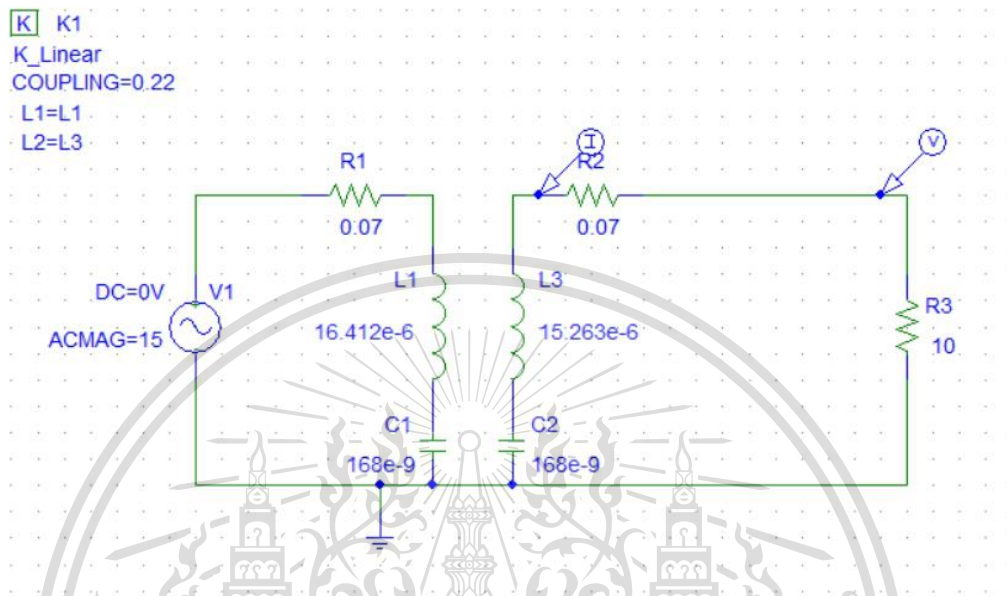 K K1
K_Linear
COUPLING=0.22
L1=L1
L2=L3
I
V
R1
R2
0.07
0.07
DC=0V
V1
L1
L3
R3
ACMAG=15
16.412e-6
15.263e-6
10
C1
C2
168e-9
168e-9